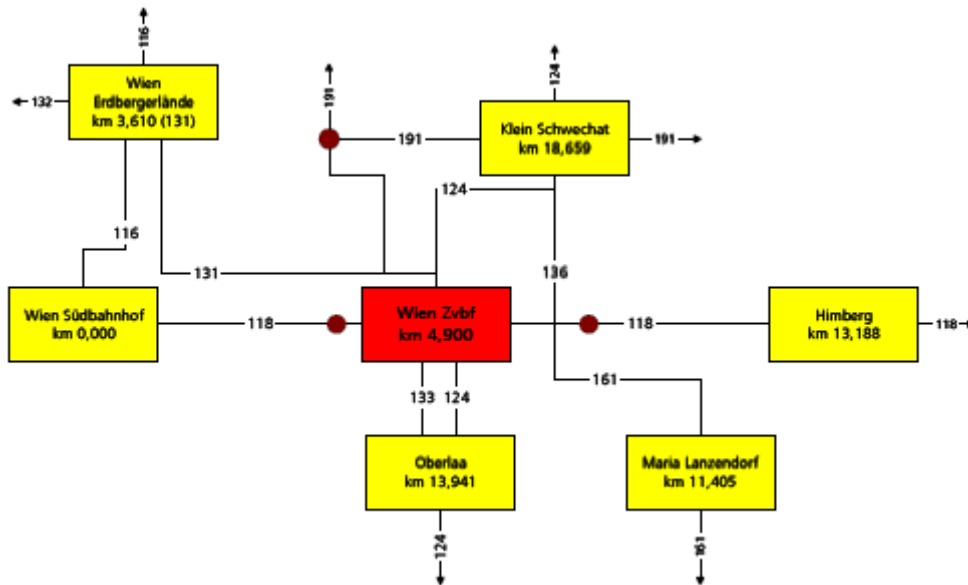 116
Wien
Erdbergerlände
km 3,610 (131)
132
191
191
124
Klein Schwechat
km 18,659
191
124
116
131
136
Wien Südbahnhof
km 0,000
118
Wien Zvbf
km 4,900
118
Himberg
km 13,188
118
133
124
161
Oberlaa
km 13,941
Maria Lanzendorf
km 11,405
124
161